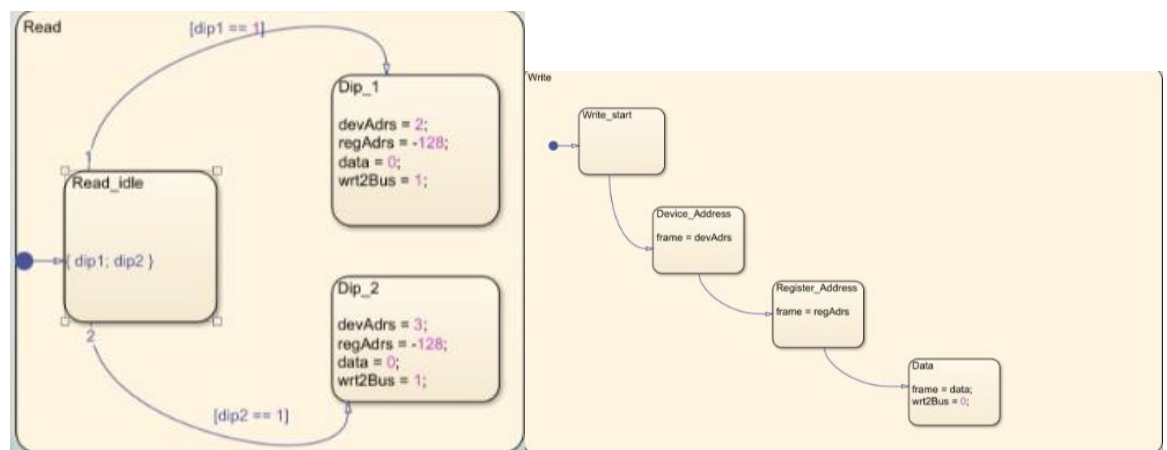 Read
[dip1 == 1]
Dip_1
devAdrs = 2;
regAdrs = -128;
data = 0;
wrt2Bus = 1;
1
Read_idle
{ dip1; dip2 }
2
Dip_2
devAdrs = 3;
regAdrs = -128;
data = 0;
wrt2Bus = 1;
[dip2 == 1]
Write
Write_start
Device_Address
frame = devAdrs
Register_Address
frame = regAdrs
Data
frame = data;
wrt2Bus = 0;